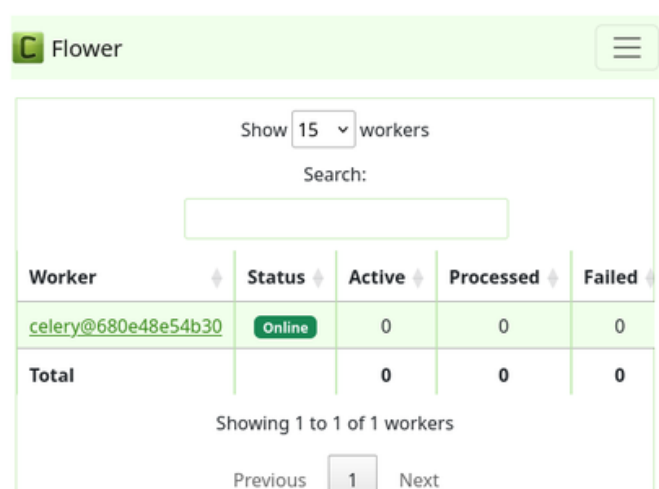 C Flower
Show 15 workers
Search:
Worker Status Active Processed Failed
celery@680e48e54b30 Online 0 0 0
Total 0 0 0
Showing 1 to 1 of 1 workers
Previous 1 Next